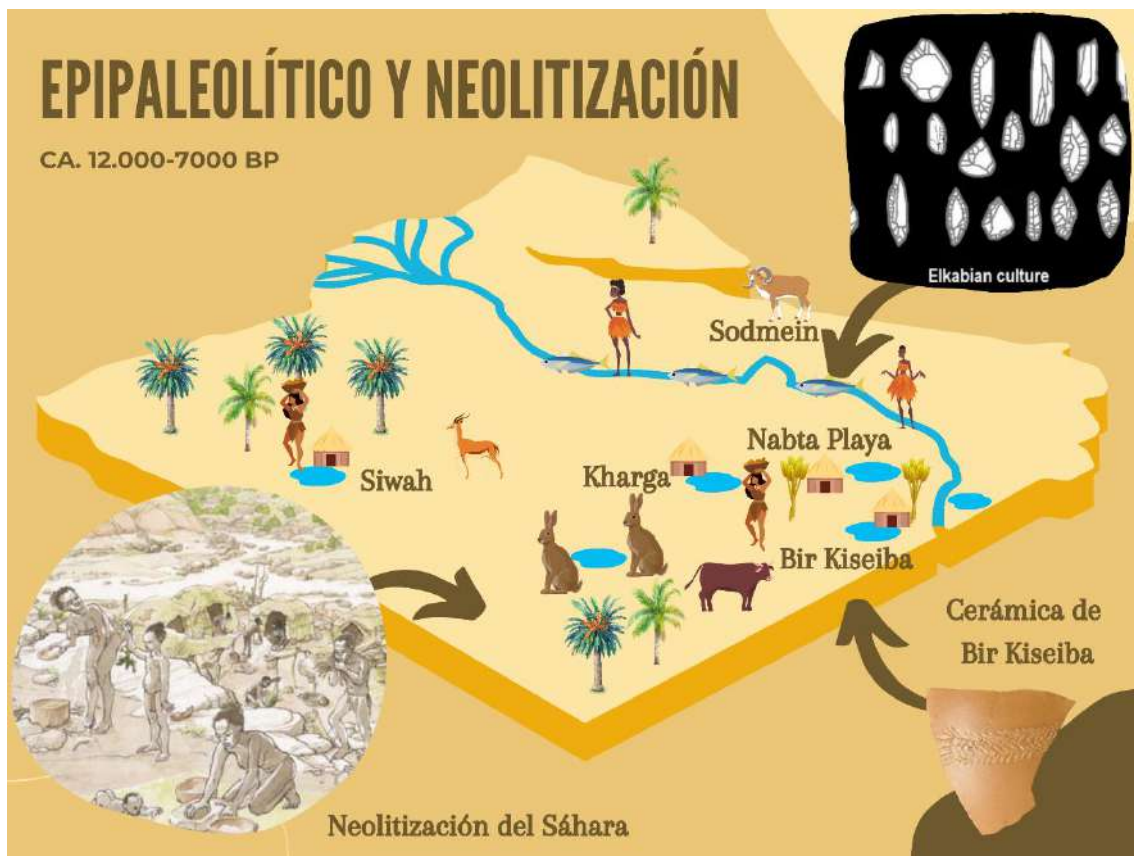 EPIPALEOLÍTICO Y NEOLITIZACIÓN
CA. 12.000-7000 BP
Elkabian culture
Sodmein
Nabta Playa
Kharga
Siwah
Bir Kiseiba
Cerámica de
Bir Kiseiba
Neolitización del Sáhara